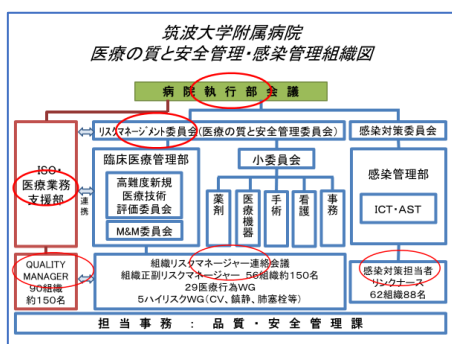 筑波大学附属病院
医療の質と安全管理・感染管理組織図
病院執行部会議
リスクマネージメント委員会(医療の質と安全管理委員会)
感染対策委員会
ISO・
医療業務
支援部
連携
臨床医療管理部
高難度新規
医療技術
評価委員会
M&M委員会
小委員会
薬剤
医療機器
手術
看護
事務
感染管理部
ICT・AST
QUALITY
MANAGER
90組織
約150名
組織リスクマネージャー連絡会議
組織正副リスクマネージャー 56組織約150名
29医療行為WG
5ハイリスクWG(CV、鎮静、肺塞栓等)
感染対策担当者
リンクナース
62組織88名
担当事務 : 品質・安全管理課